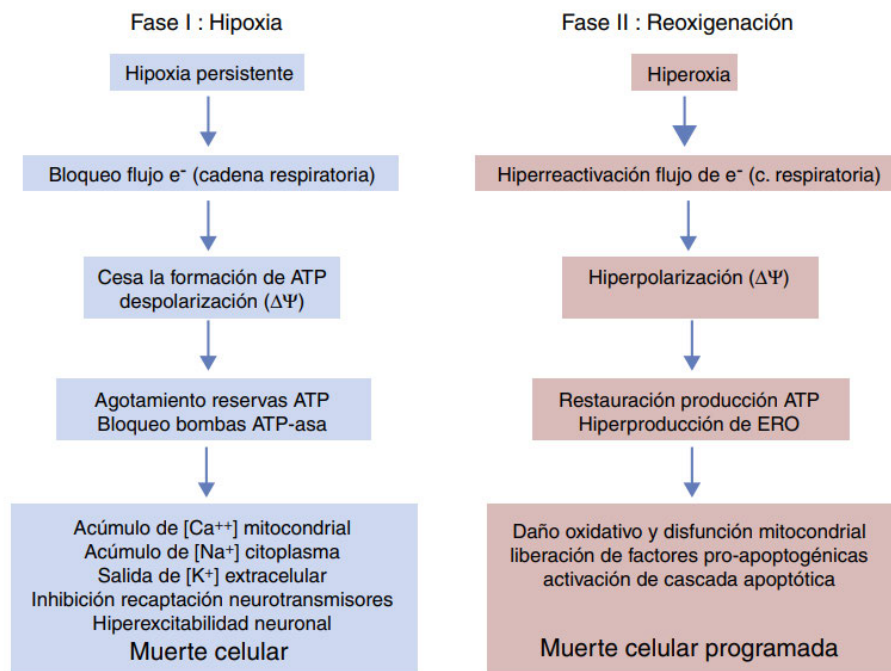 Fase I : Hipoxia
Hipoxia persistente
Bloqueo flujo e⁻ (cadena respiratoria)
Cesa la formación de ATP
despolarización (ΔΨ)
Agotamiento reservas ATP
Bloqueo bombas ATP-asa
Acúmulo de [Ca⁺⁺] mitocondrial
Acúmulo de [Na⁺] citoplasma
Salida de [K⁺] extracelular
Inhibición recaptación neurotransmisores
Hiperexcitabilidad neuronal
Muerte celular
Fase II : Reoxigenación
Hiperoxia
Hiperreactivación flujo de e⁻ (c. respiratoria)
Hiperpolarización (ΔΨ)
Restauración producción ATP
Hiperproducción de ERO
Daño oxidativo y disfunción mitocondrial
liberación de factores pro-apoptogénicas
activación de cascada apoptótica
Muerte celular programada